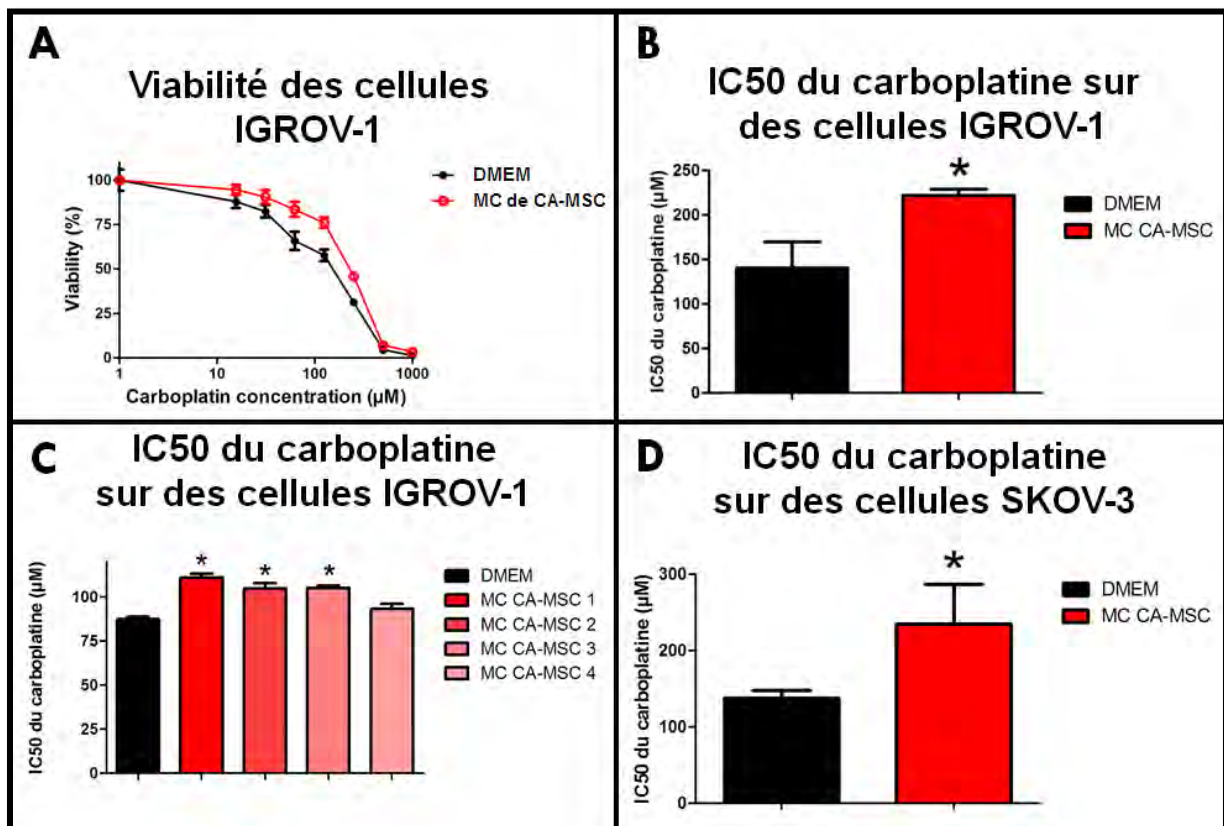 A
Viabilité des cellules
IGROV-1
DMEM
MC de CA-MSC
Viability (%)
100
75
50
25
0
1
10
100
1000
Carboplatin concentration (µM)
B
IC50 du carboplatine sur
des cellules IGROV-1
*
IC50 du carboplatine (µM)
250
200
150
100
50
0
DMEM
MC CA-MSC
C
IC50 du carboplatine
sur des cellules IGROV-1
* * *
IC50 du carboplatine (µM)
100
75
50
25
0
DMEM
MC CA-MSC 1
MC CA-MSC 2
MC CA-MSC 3
MC CA-MSC 4
D
IC50 du carboplatine
sur des cellules SKOV-3
*
IC50 du carboplatine (µM)
300
200
100
0
DMEM
MC CA-MSC